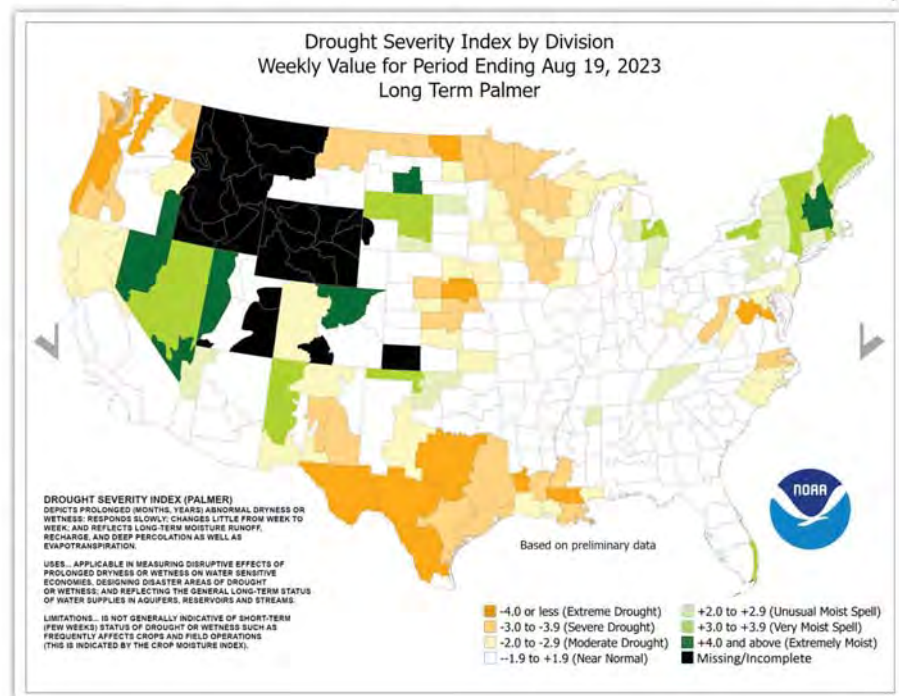 Drought Severity Index by Division
Weekly Value for Period Ending Aug 19, 2023
Long Term Palmer
DROUGHT SEVERITY INDEX (PALMER)
DEPICTS PROLONGED (MONTHS, YEARS) ABNORMAL DRYNESS OR
WETNESS: RESPONDS SLOWLY; CHANGES LITTLE FROM WEEK TO
WEEK; AND REFLECTS LONG-TERM MOISTURE RUNOFF,
RECHARGE, AND DEEP PERCOLATION AS WELL AS
EVAPOTRANSPIRATION.
USES... APPLICABLE IN MEASURING DISRUPTIVE EFFECTS OF
PROLONGED DRYNESS OR WETNESS ON WATER SENSITIVE
ECONOMIES, DESIGNING DISASTER AREAS OF DROUGHT
OR WETNESS; AND REFLECTING THE GENERAL LONG-TERM STATUS
OF WATER SUPPLIES IN AQUIFERS, RESERVOIRS AND STREAMS.
LIMITATIONS... IS NOT GENERALLY INDICATIVE OF SHORT-TERM
(FEW WEEKS) STATUS OF DROUGHT OR WETNESS SUCH AS
FREQUENTLY AFFECTS CROPS AND FIELD OPERATIONS
(THIS IS INDICATED BY THE CROP MOISTURE INDEX).
NOAA
Based on preliminary data
-4.0 or less (Extreme Drought)
-3.0 to -3.9 (Severe Drought)
-2.0 to -2.9 (Moderate Drought)
--1.9 to +1.9 (Near Normal)
+2.0 to +2.9 (Unusual Moist Spell)
+3.0 to +3.9 (Very Moist Spell)
+4.0 and above (Extremely Moist)
Missing/Incomplete